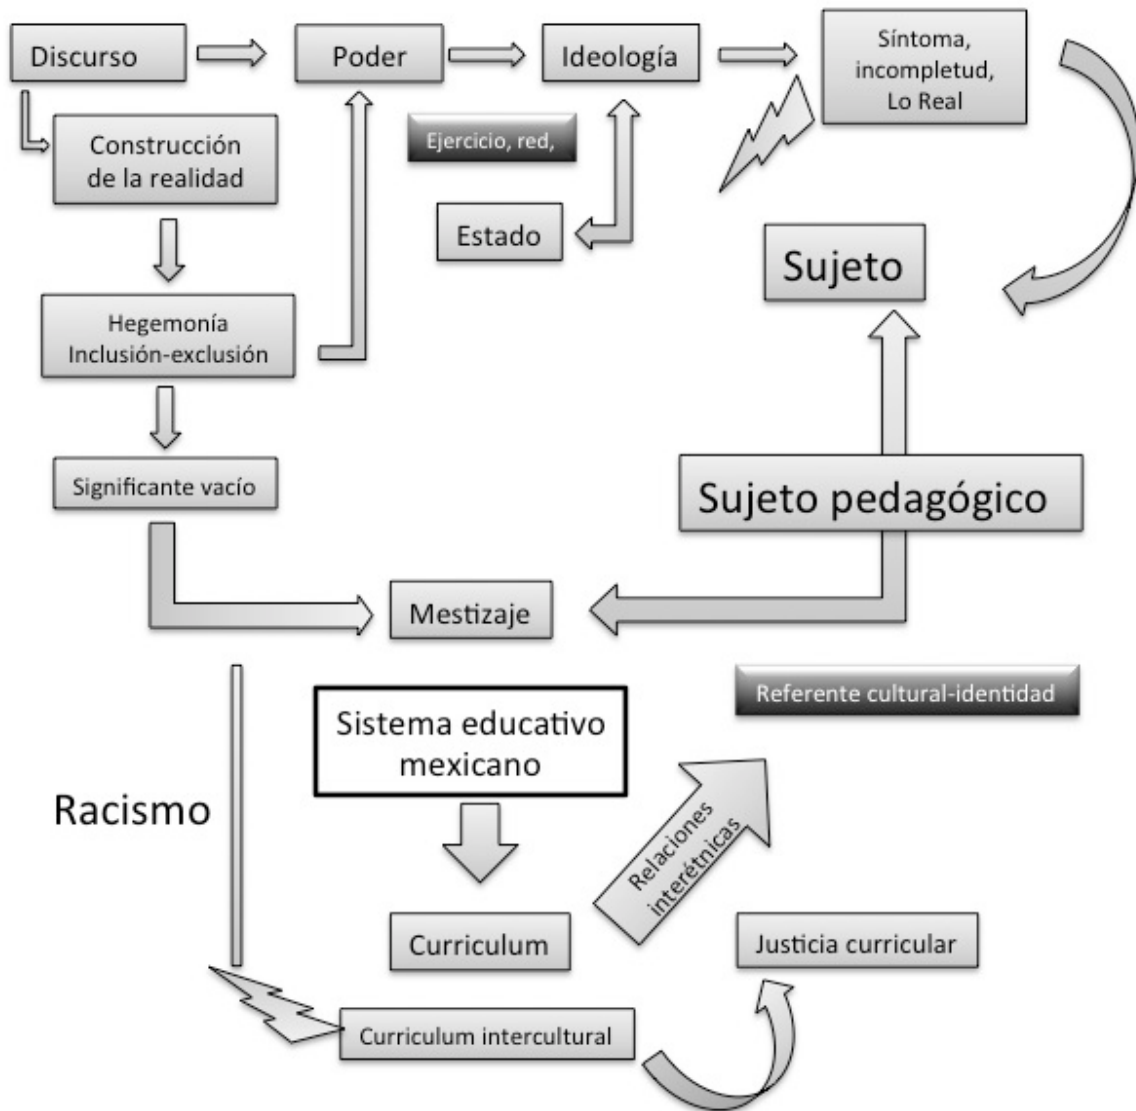 Discurso
Poder
Ideología
Síntoma,
incompletud,
Lo Real
Construcción
de la realidad
Ejercicio, red,
Estado
Sujeto
Hegemonía
Inclusión-exclusión
Significante vacío
Sujeto pedagógico
Mestizaje
Referente cultural-identidad
Sistema educativo
mexicano
Racismo
Relaciones
interétnicas
Curriculum
Justicia curricular
Curriculum intercultural